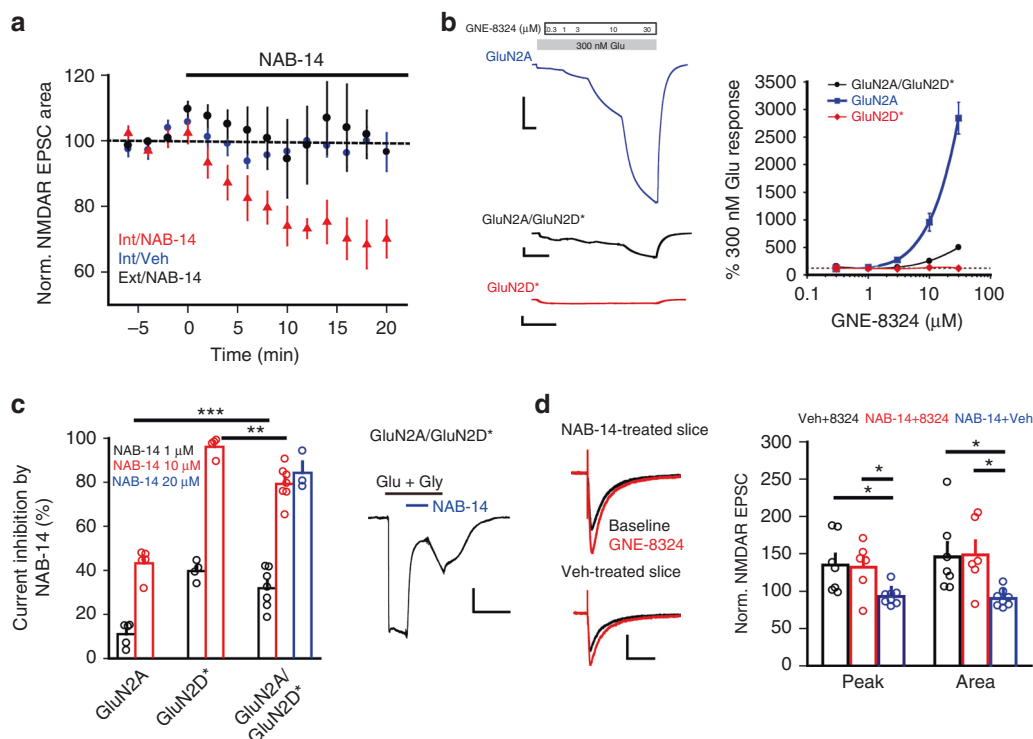 a
NAB-14
Norm. NMDAR EPSC area
120
100
80
60
Int/NAB-14
Int/Veh
Ext/NAB-14
−5
0
5
10
15
20
Time (min)
b
GNE-8324 (μM)
0.3
1
3
10
30
300 nM Glu
GluN2A
GluN2A/GluN2D*
GluN2D*
GluN2A/GluN2D*
GluN2A
GluN2D*
% 300 nM Glu response
3500
3000
2500
2000
1500
1000
500
0
0.1
1
10
100
GNE-8324 (μM)
c
***
**
NAB-14 1 μM
NAB-14 10 μM
NAB-14 20 μM
Current inhibition by
NAB-14 (%)
100
80
60
40
20
0
GluN2A
GluN2D*
GluN2A/
GluN2D*
GluN2A/GluN2D*
Glu + Gly
NAB-14
d
NAB-14-treated slice
Baseline
GNE-8324
Veh-treated slice
Veh+8324 NAB-14+8324 NAB-14+Veh
Norm. NMDAR EPSC
300
250
200
150
100
50
0
*
*
*
*
Peak
Area